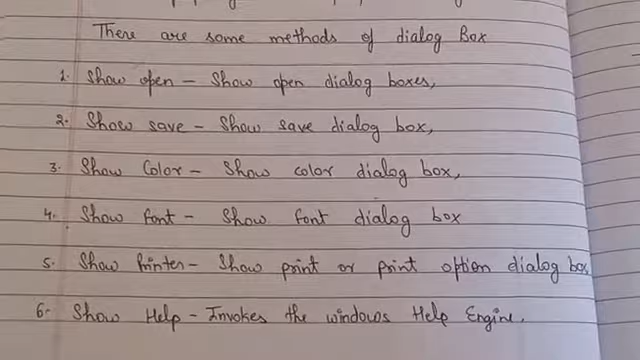 There are some methods of dialog Box
1. Show open - Show open dialog boxes,
2. Show save - Show save dialog box,
3. Show Color - Show color dialog box,
4. Show font - Show font dialog box
5. Show Printer - Show print or print option dialog box
6. Show Help - Invokes the windows Help Engine.